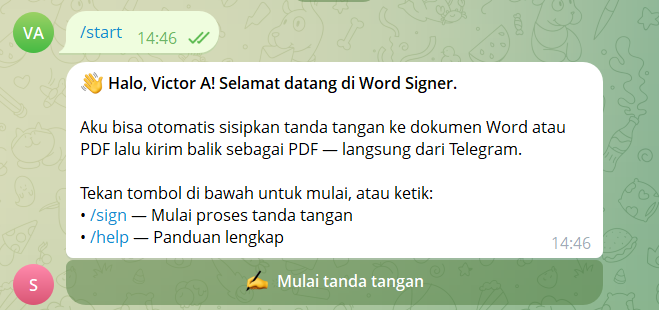 VA
/start
14:46
👋 Halo, Victor A! Selamat datang di Word Signer.
Aku bisa otomatis sisipkan tanda tangan ke dokumen Word atau
PDF lalu kirim balik sebagai PDF — langsung dari Telegram.
Tekan tombol di bawah untuk mulai, atau ketik:
• /sign — Mulai proses tanda tangan
• /help — Panduan lengkap
14:46
S
✍️ Mulai tanda tangan